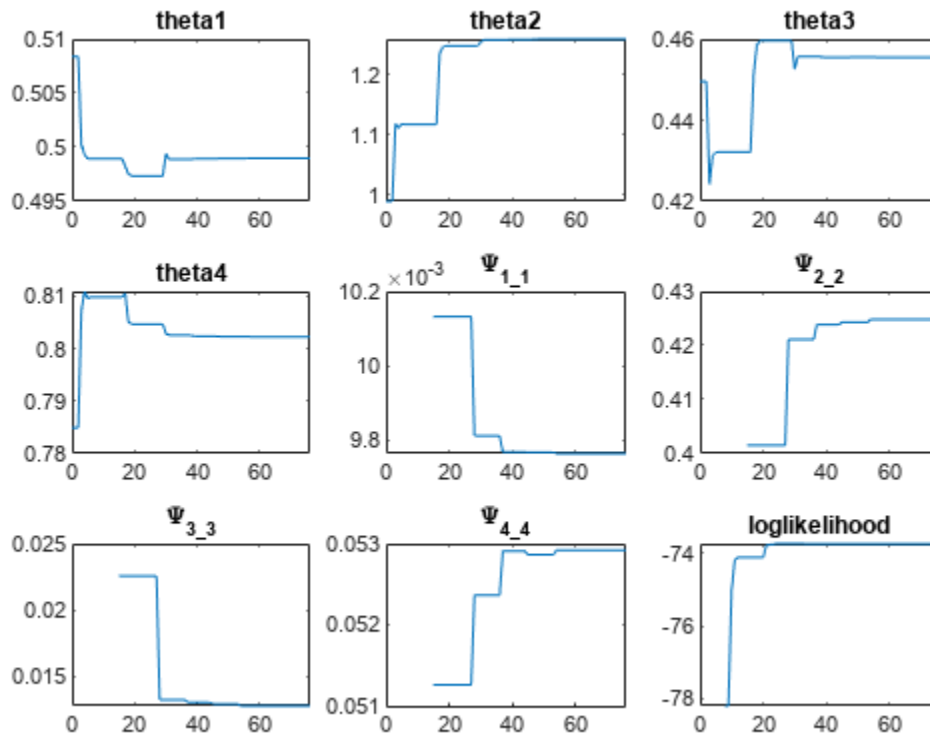 theta1
0.51
0.505
0.5
0.495
0 20 40 60
theta2
1.2
1.1
1
0 20 40 60
theta3
0.46
0.44
0.42
0 20 40 60
theta4
0.81
0.8
0.79
0.78
0 20 40 60
Ψ1_1
×10-3
10.2
10
9.8
0 20 40 60
Ψ2_2
0.43
0.42
0.41
0.4
0 20 40 60
Ψ3_3
0.025
0.02
0.015
0 20 40 60
Ψ4_4
0.053
0.052
0.051
0 20 40 60
loglikelihood
-74
-76
-78
0 20 40 60